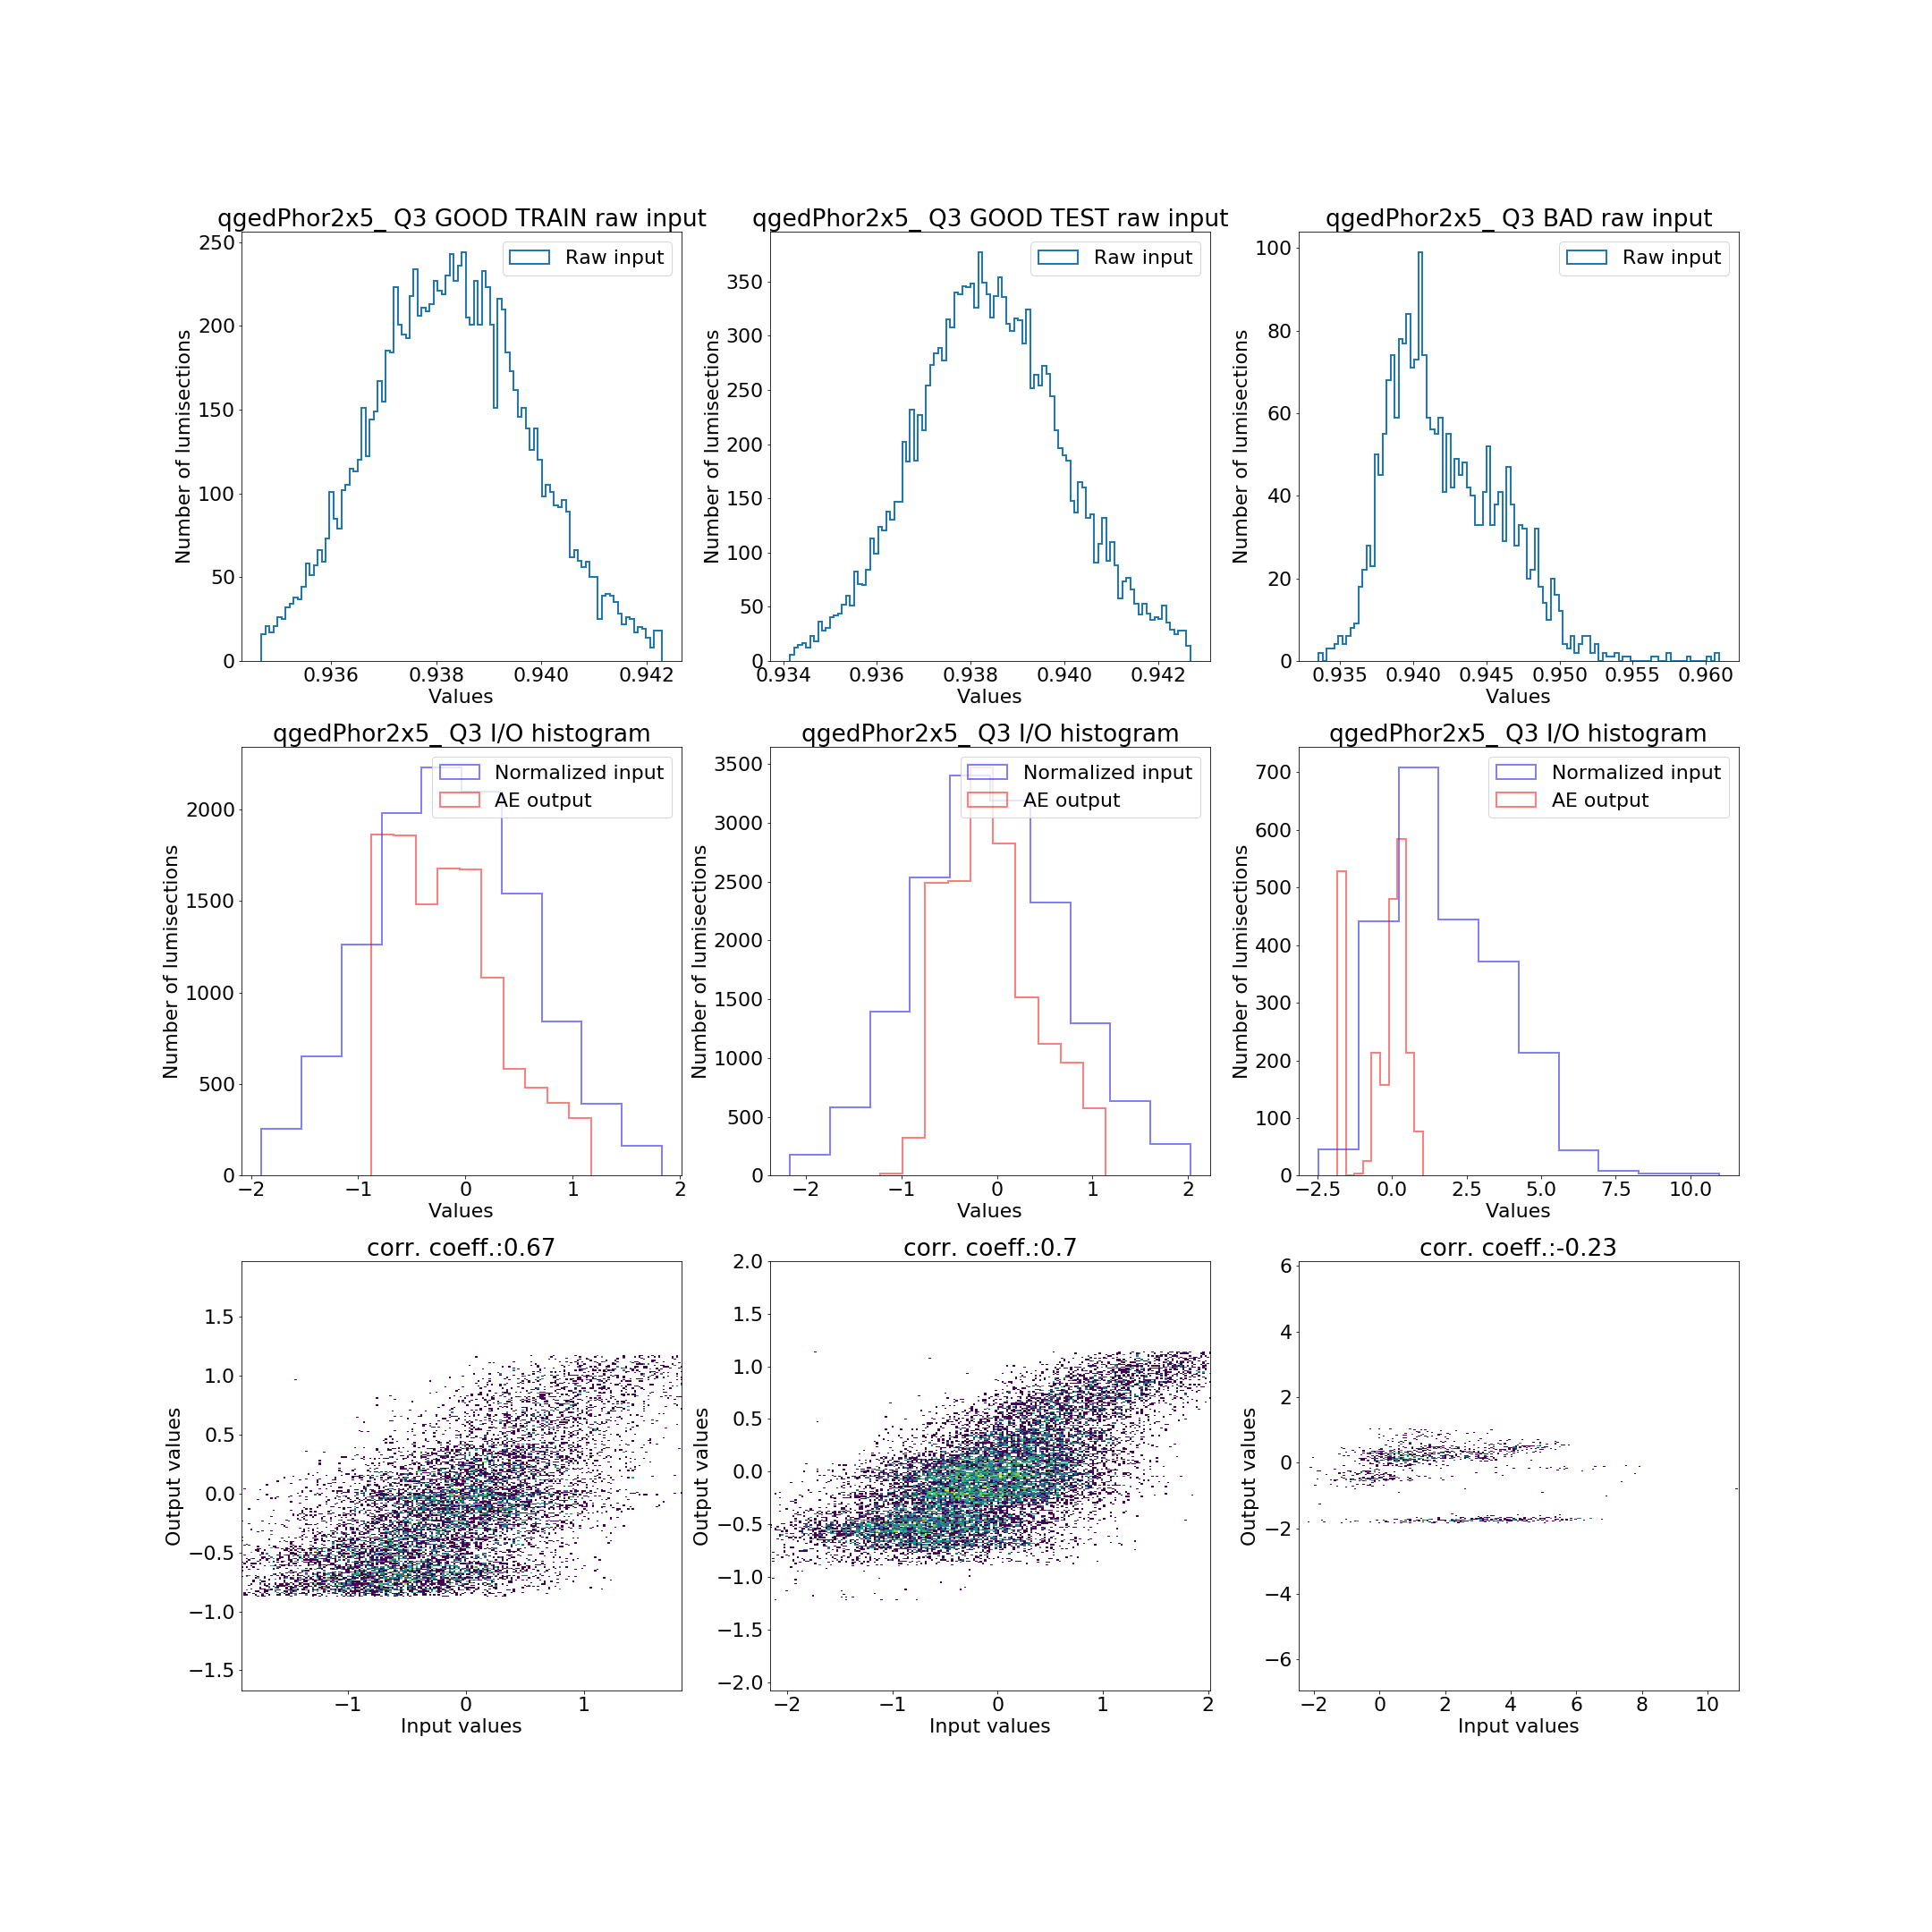 qgedPhor2x5_ Q3 GOOD TRAIN raw input
Raw input
Number of lumisections
250
200
150
100
50
0
0.936 0.938 0.940 0.942
Values
qgedPhor2x5_ Q3 GOOD TEST raw input
Raw input
Number of lumisections
350
300
250
200
150
100
50
0
0.934 0.936 0.938 0.940 0.942
Values
qgedPhor2x5_ Q3 BAD raw input
Raw input
Number of lumisections
100
80
60
40
20
0
0.935 0.940 0.945 0.950 0.955 0.960
Values
qgedPhor2x5_ Q3 I/O histogram
Normalized input
AE output
Number of lumisections
2000
1500
1000
500
0
−2 −1 0 1 2
Values
qgedPhor2x5_ Q3 I/O histogram
Normalized input
AE output
Number of lumisections
3500
3000
2500
2000
1500
1000
500
0
−2 −1 0 1 2
Values
qgedPhor2x5_ Q3 I/O histogram
Normalized input
AE output
Number of lumisections
700
600
500
400
300
200
100
0
−2.5 0.0 2.5 5.0 7.5 10.0
Values
corr. coeff.:0.67
Output values
1.5
1.0
0.5
0.0
−0.5
−1.0
−1.5
−1 0 1
Input values
corr. coeff.:0.7
Output values
2.0
1.5
1.0
0.5
0.0
−0.5
−1.0
−1.5
−2.0
−2 −1 0 1 2
Input values
corr. coeff.:-0.23
Output values
6
4
2
0
−2
−4
−6
−2 0 2 4 6 8 10
Input values